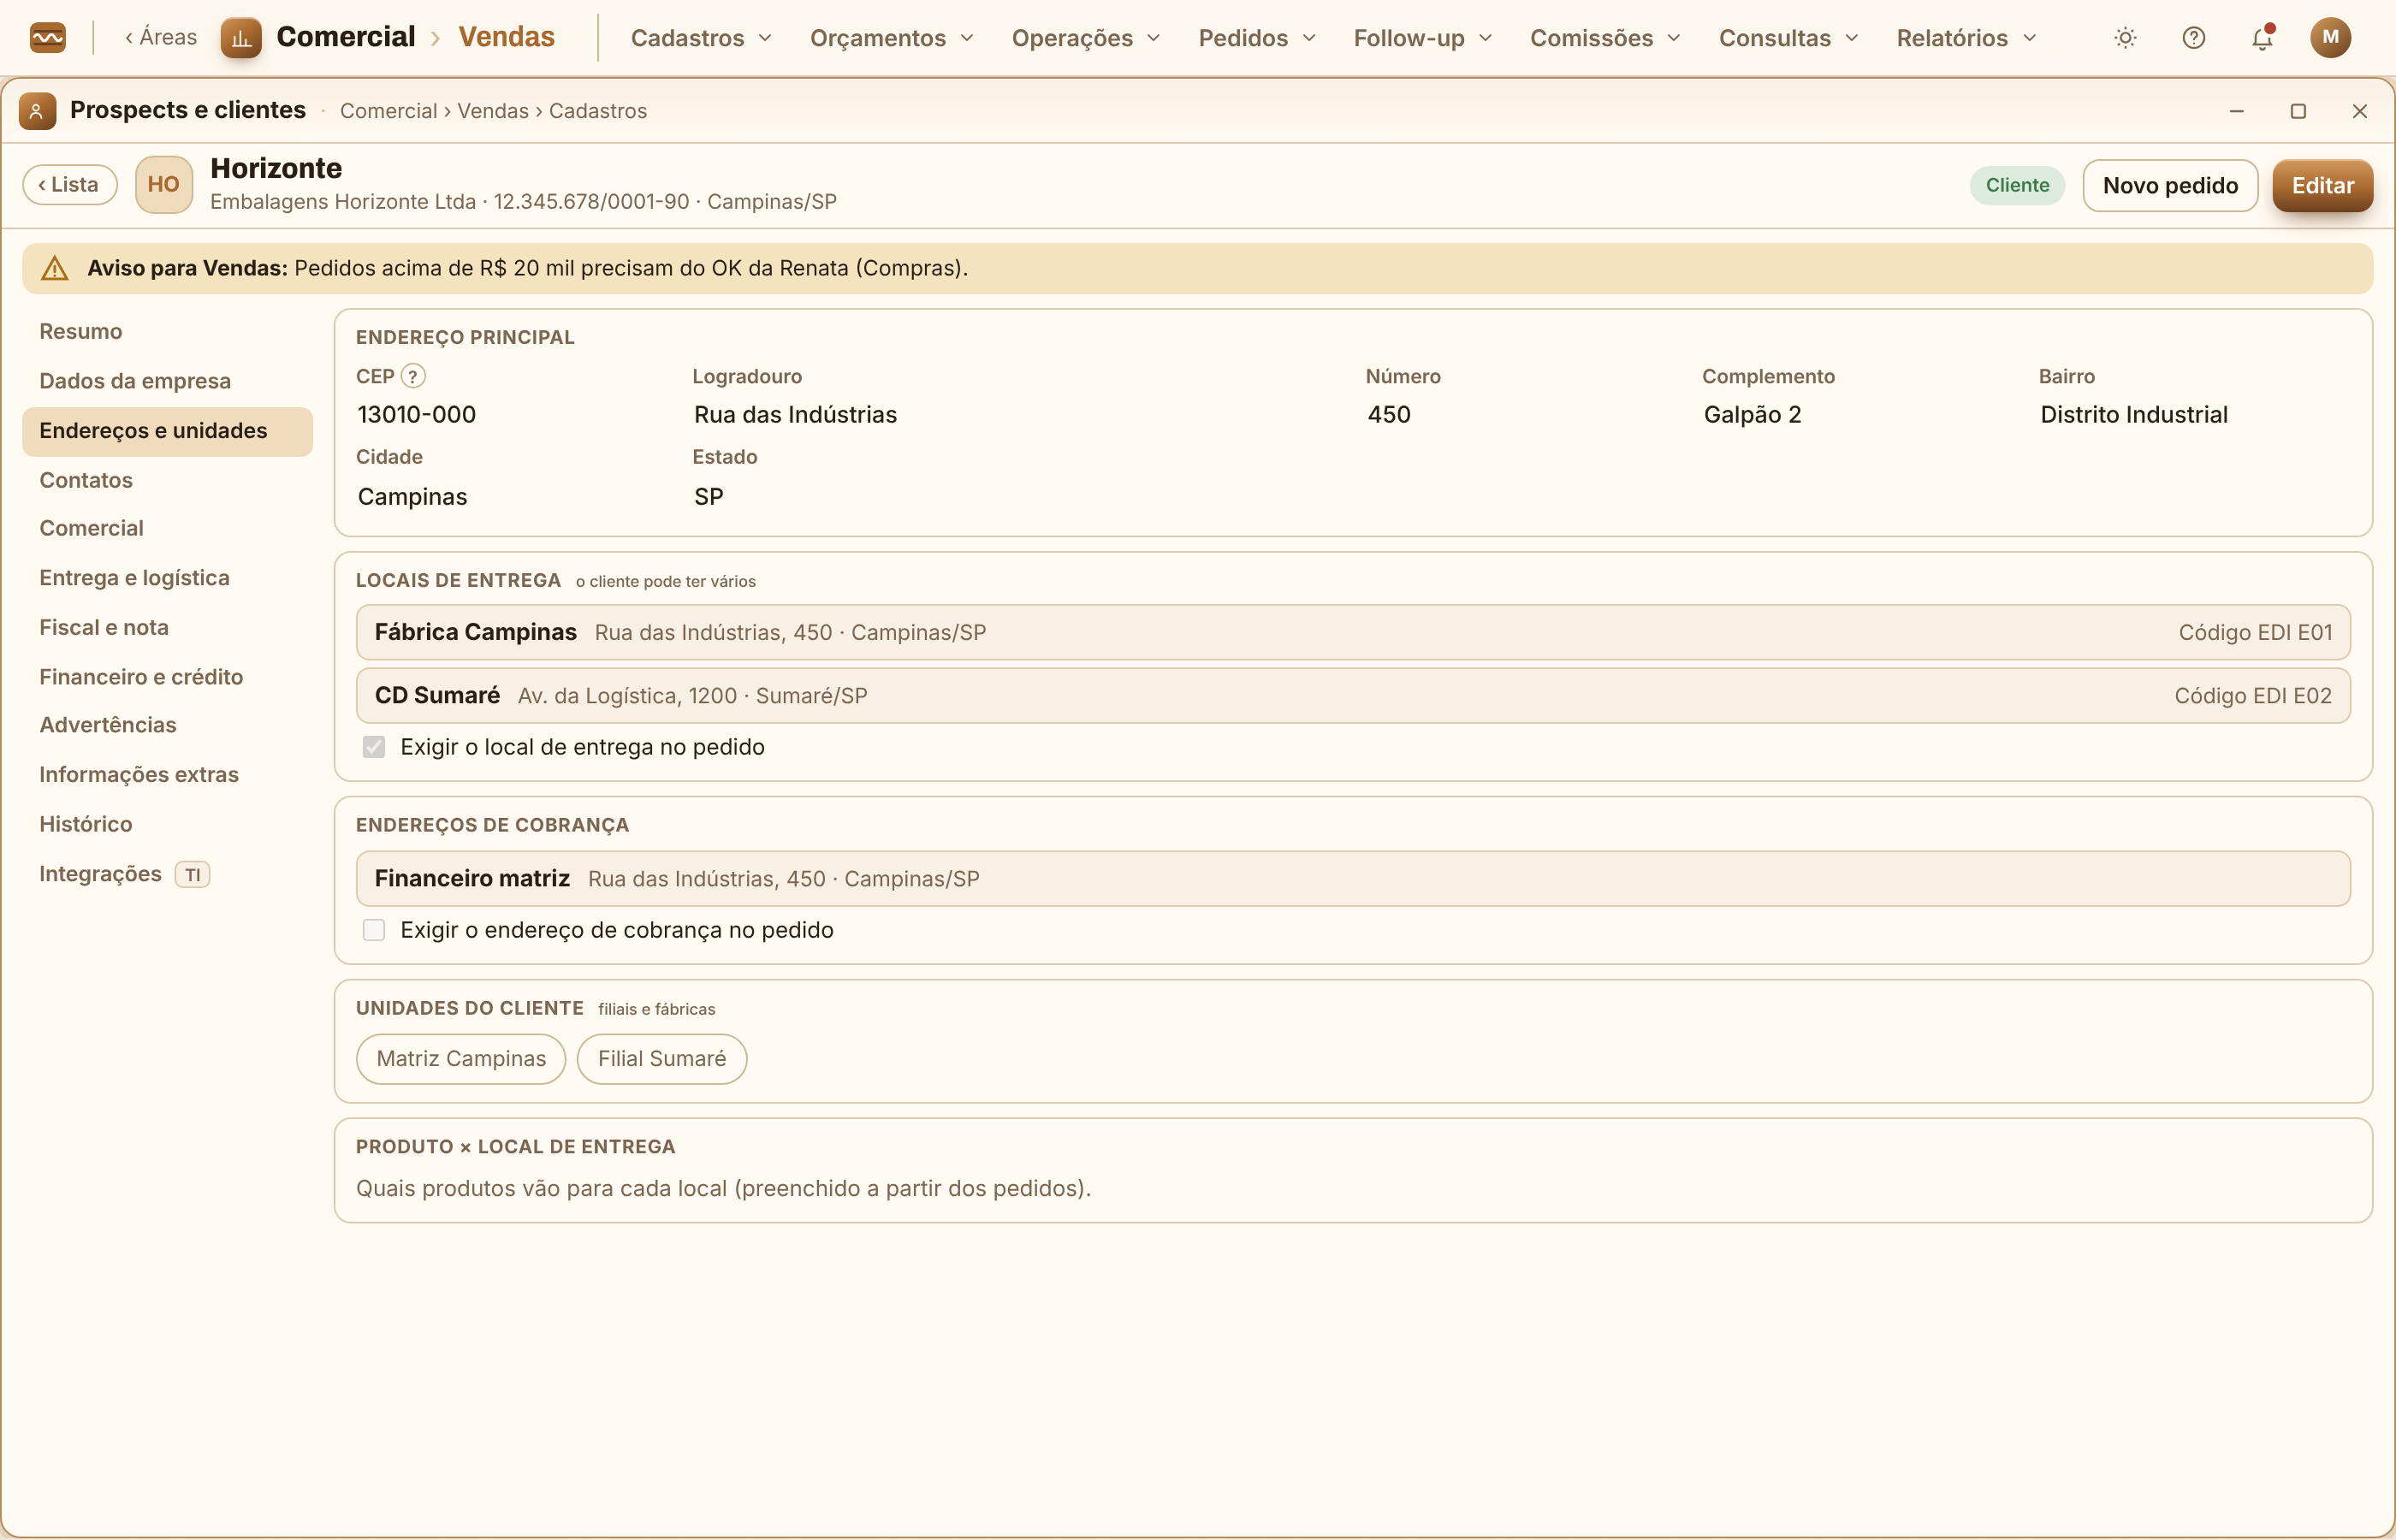 ‹ Áreas Comercial › Vendas Cadastros Orçamentos Operações Pedidos Follow-up Comissões Consultas Relatórios M
Prospects e clientes · Comercial › Vendas › Cadastros
‹ Lista HO Horizonte
Embalagens Horizonte Ltda · 12.345.678/0001-90 · Campinas/SP
Cliente Novo pedido Editar
Aviso para Vendas: Pedidos acima de R$ 20 mil precisam do OK da Renata (Compras).
Resumo
Dados da empresa
Endereços e unidades
Contatos
Comercial
Entrega e logística
Fiscal e nota
Financeiro e crédito
Advertências
Informações extras
Histórico
Integrações TI
ENDEREÇO PRINCIPAL
CEP ? Logradouro Número Complemento Bairro
13010-000 Rua das Indústrias 450 Galpão 2 Distrito Industrial
Cidade Estado
Campinas SP
LOCAIS DE ENTREGA o cliente pode ter vários
Fábrica Campinas Rua das Indústrias, 450 · Campinas/SP Código EDI E01
CD Sumaré Av. da Logística, 1200 · Sumaré/SP Código EDI E02
Exigir o local de entrega no pedido
ENDEREÇOS DE COBRANÇA
Financeiro matriz Rua das Indústrias, 450 · Campinas/SP
Exigir o endereço de cobrança no pedido
UNIDADES DO CLIENTE filiais e fábricas
Matriz Campinas Filial Sumaré
PRODUTO × LOCAL DE ENTREGA
Quais produtos vão para cada local (preenchido a partir dos pedidos).